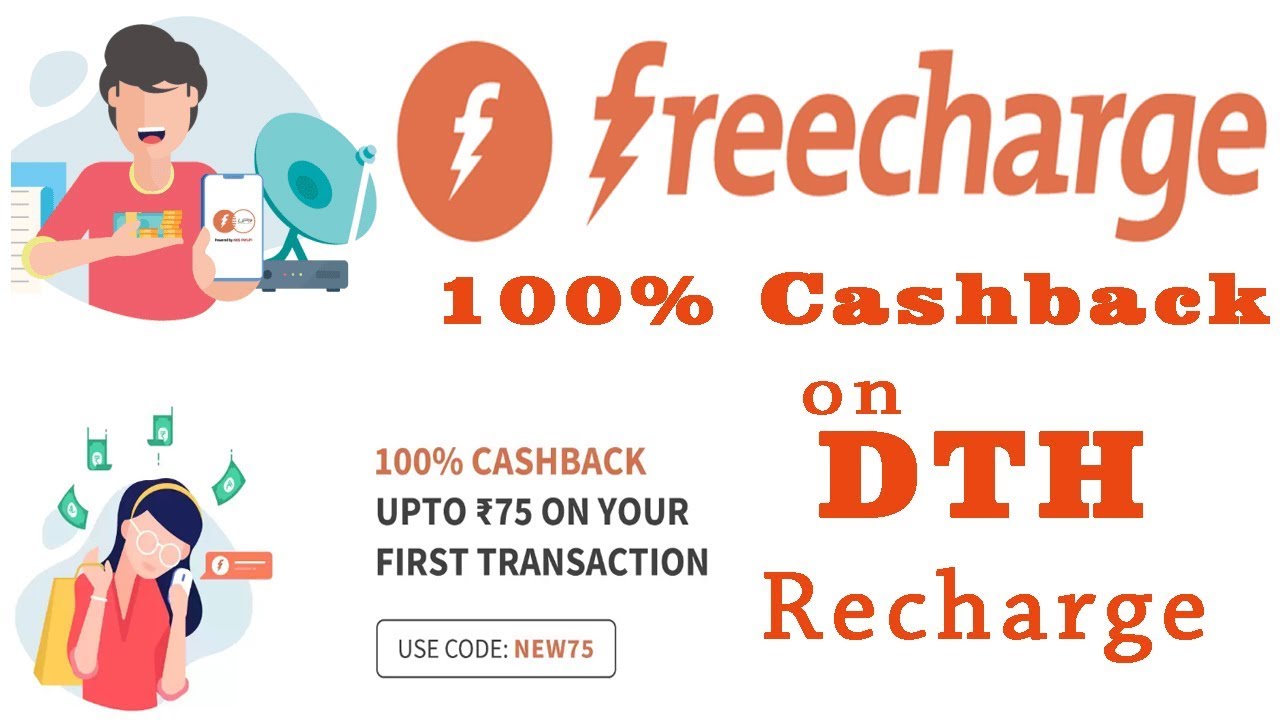 freecharge
100% Cashback
on
DTH
Recharge
100% CASHBACK
UPTO ₹75 ON YOUR
FIRST TRANSACTION
USE CODE: NEW75